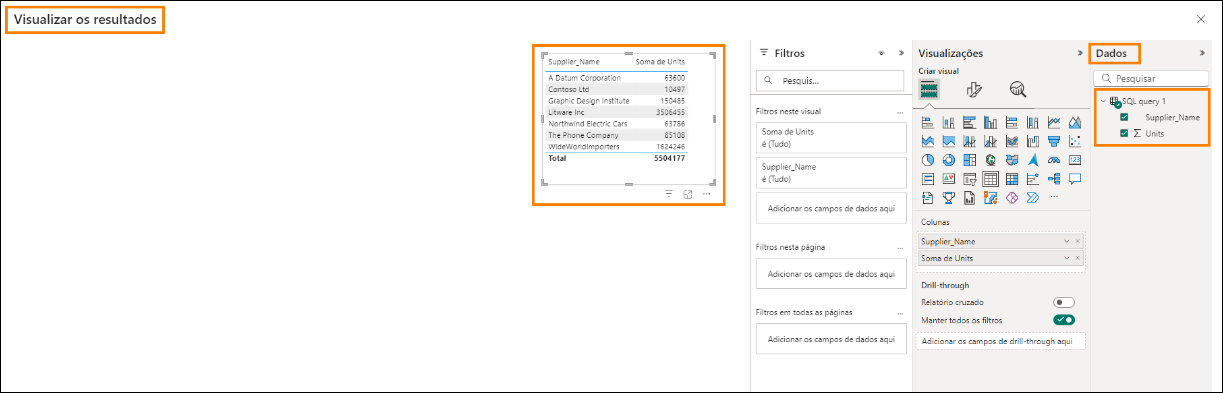 Visualizar os resultados
Supplier_Name Soma de Units
A Datum Corporation 63600
Contoso Ltd 10497
Graphic Design Institute 150485
Litware Inc 3506455
Northwind Electric Cars 63786
The Phone Company 85108
WideWorldImporters 1624246
Total 5504177
Filtros
Pesquis...
Filtros neste visual ...
Soma de Units
é (Tudo)
Supplier_Name
é (Tudo)
Adicionar os campos de dados aqui
Filtros nesta página ...
Adicionar os campos de dados aqui
Filtros em todas as páginas ...
Adicionar os campos de dados aqui
Visualizações
Criar visual
123
...
Colunas
Supplier_Name
Soma de Units
Drill-through
Relatório cruzado
Manter todos os filtros
Adicionar os campos de drill-through aqui
Dados
Pesquisar
SQL query 1
Supplier_Name
Units